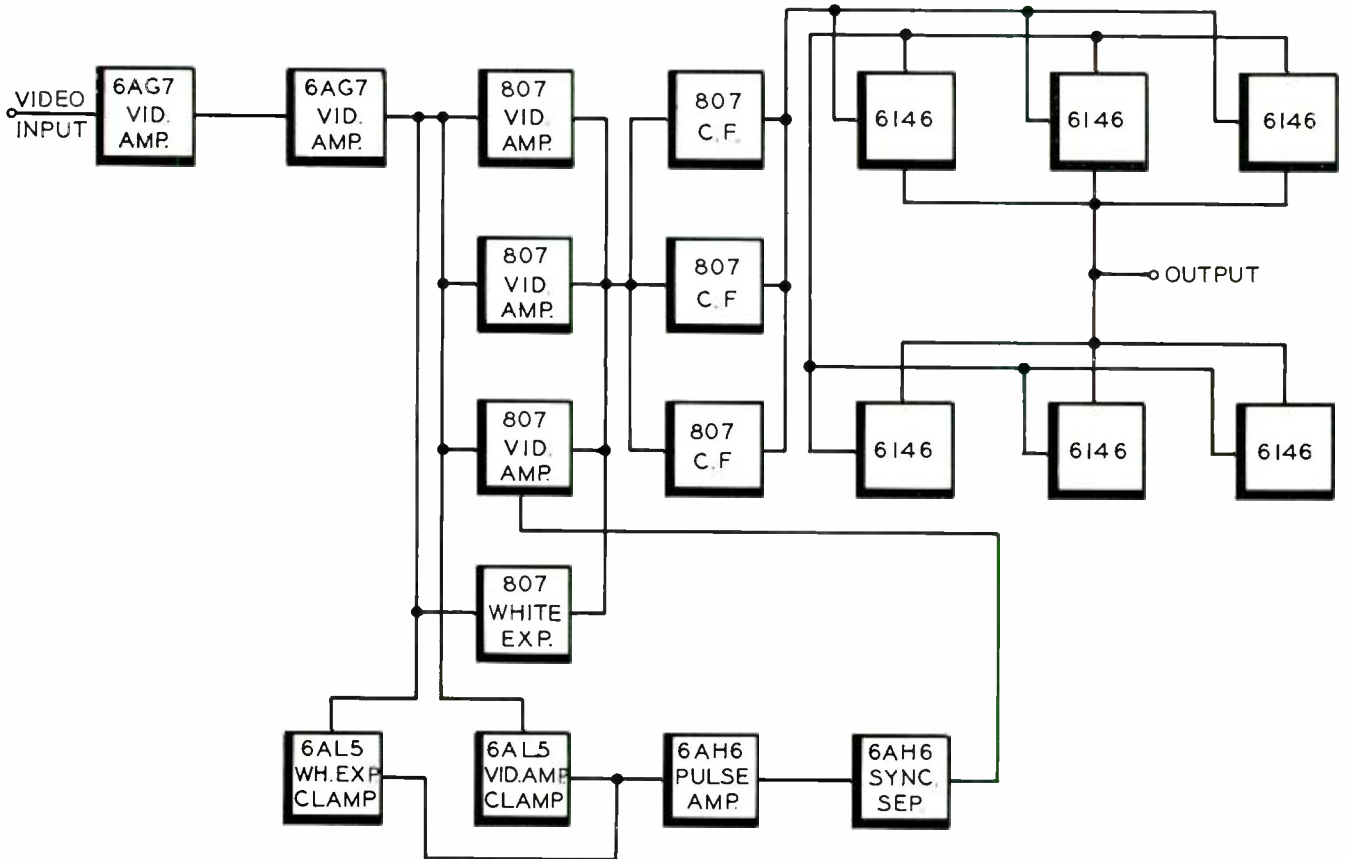 VIDEO
INPUT
6AG7
VID.
AMP.
6AG7
VID.
AMP.
807
VID.
AMP.
807
C.F.
6146
6146
6146
807
VID.
AMP.
807
C.F
OUTPUT
807
VID.
AMP.
807
C.F
6146
6146
6146
807
WHITE
EXP.
6AL5
WH.EXP
CLAMP
6AL5
VID.AMP
CLAMP
6AH6
PULSE
AMP.
6AH6
SYNC.
SEP.